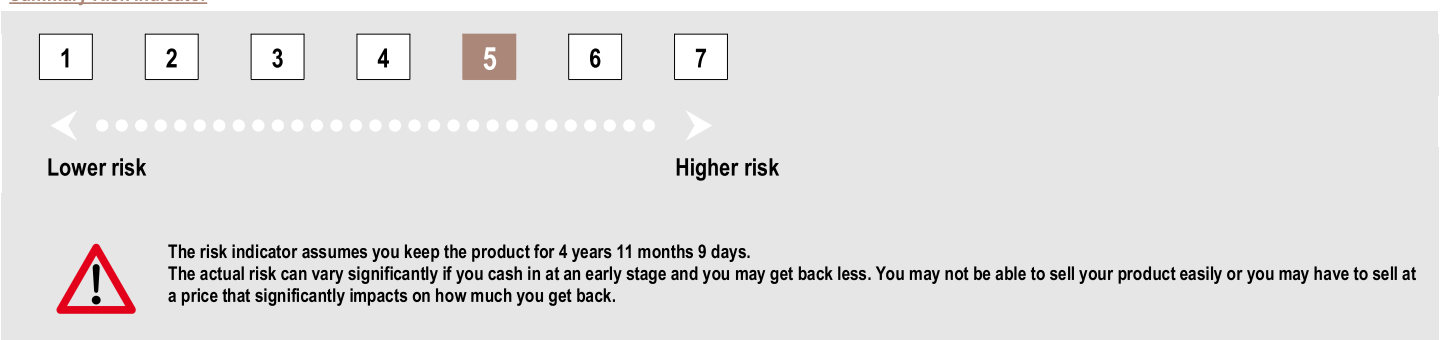 Summary Risk Indicator
1 2 3 4 5 6 7
Lower risk Higher risk
The risk indicator assumes you keep the product for 4 years 11 months 9 days.
The actual risk can vary significantly if you cash in at an early stage and you may get back less. You may not be able to sell your product easily or you may have to sell at
a price that significantly impacts on how much you get back.